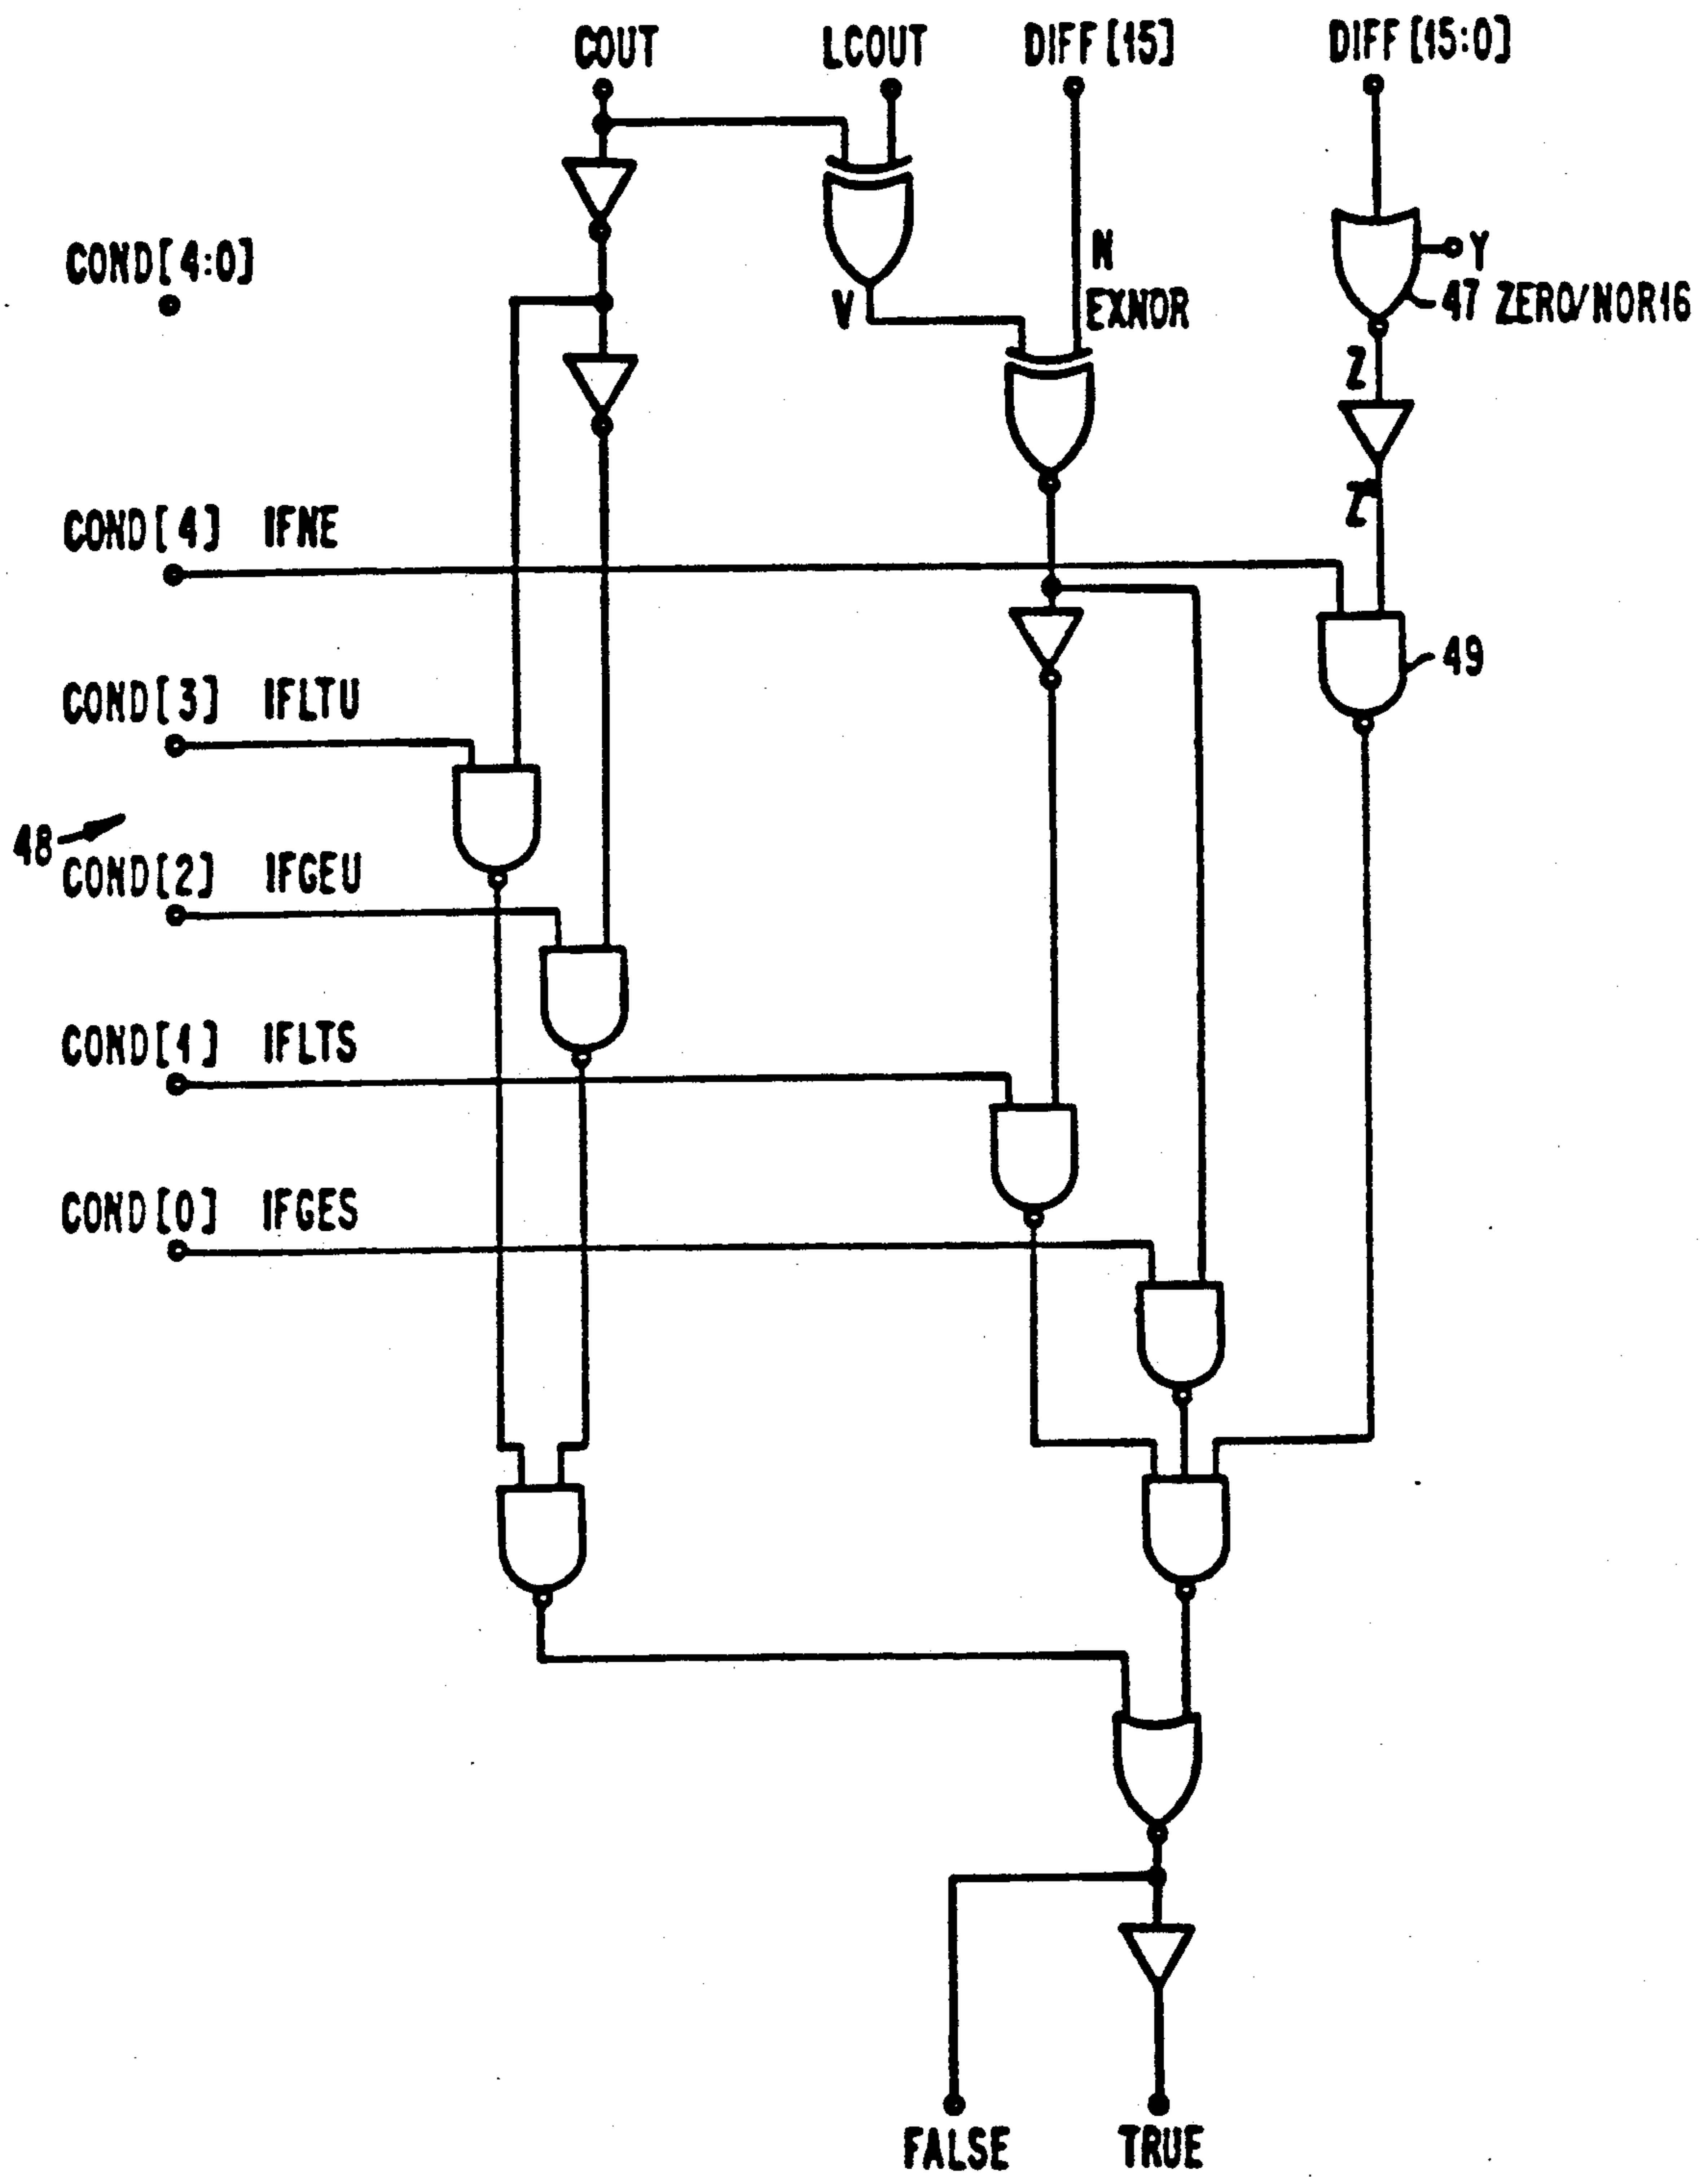 COUT LCOUT DIFF[15] DIFF[15:0]
COND[4:0]
N
Y
V
EXNOR
47 ZERO/NOR16
Z
Z*
COND[4] IFNE
49
COND[3] IFLTU
48
COND[2] IFGEU
COND[1] IFLTS
COND[0] IFGES
FALSE TRUE